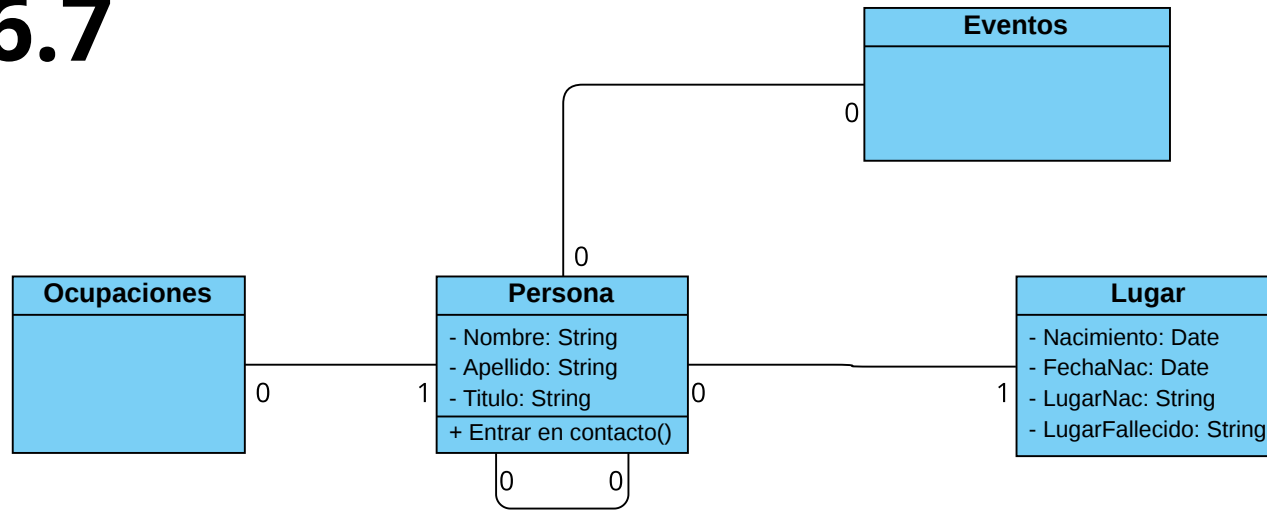 6.7
Eventos
0
0
Ocupaciones
0
1
Persona
- Nombre: String
- Apellido: String
- Titulo: String
+ Entrar en contacto()
0
0
0
1
Lugar
- Nacimiento: Date
- FechaNac: Date
- LugarNac: String
- LugarFallecido: String